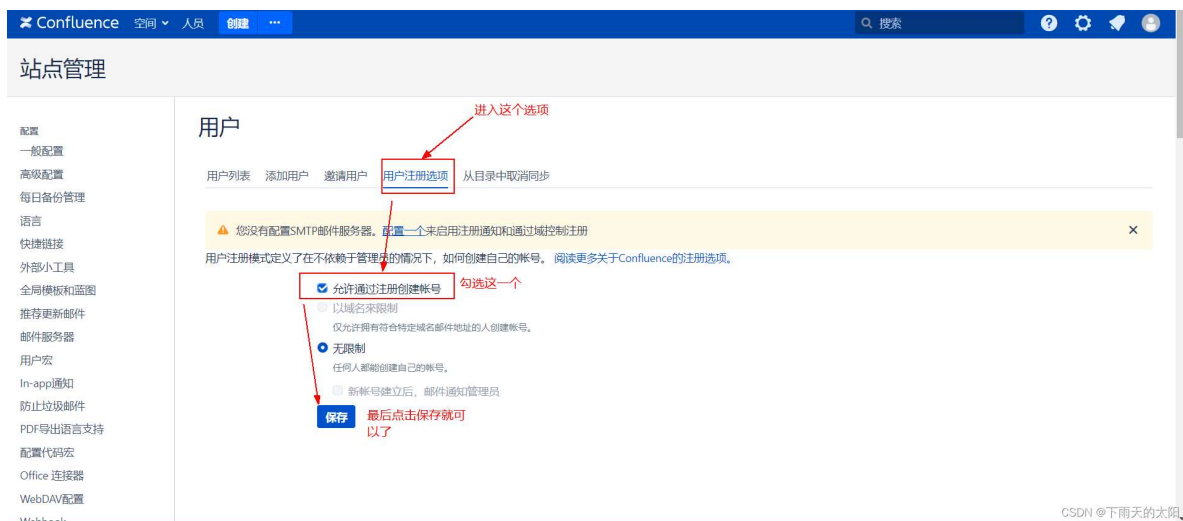 Confluence 空间 人员 创建 ... 搜索
站点管理
进入这个选项
配置
一般配置
高级配置
每日备份管理
语言
快捷链接
外部小工具
全局模板和蓝图
推荐更新邮件
邮件服务器
用户宏
In-app通知
防止垃圾邮件
PDF导出语言支持
配置代码宏
Office 连接器
WebDAV配置
Webhook
用户
用户列表 添加用户 邀请用户 用户注册选项 从目录中取消同步
您没有配置SMTP邮件服务器。配置一个来启用注册通知和通过域控制注册
用户注册模式定义了在不依赖于管理员的情况下，如何创建自己的帐号。 阅读更多关于Confluence的注册选项。
允许通过注册创建帐号 勾选这一个
以域名来限制
仅允许拥有符合特定域名邮件地址的人创建帐号。
无限制
任何人都能创建自己的帐号。
新帐号建立后，邮件通知管理员
保存 最后点击保存就可
以了
CSDN @下雨天的太阳